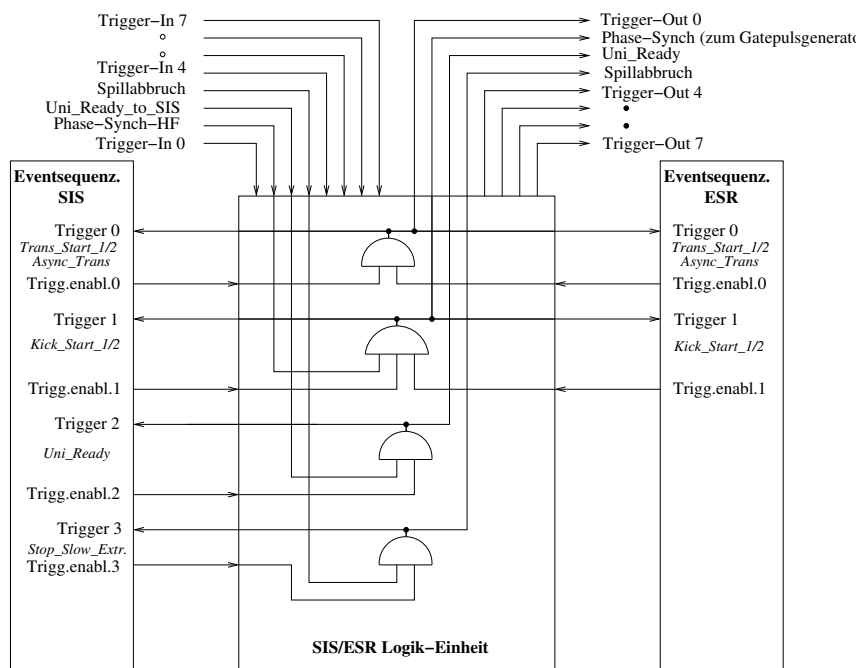 Trigger−In 7
Trigger−In 4
Spillabbruch
Uni_Ready_to_SIS
Phase−Synch−HF
Trigger−In 0
Trigger−Out 0
Phase−Synch (zum Gatepulsgenerato
Uni_Ready
Spillabbruch
Trigger−Out 4
Trigger−Out 7
Eventsequenz.
SIS
Trigger 0
Trans_Start_1/2
Async_Trans
Trigg.enabl.0
Trigger 1
Kick_Start_1/2
Trigg.enabl.1
Trigger 2
Uni_Ready
Trigg.enabl.2
Trigger 3
Stop_Slow_Extr.
Trigg.enabl.3
SIS/ESR Logik−Einheit
Eventsequenz.
ESR
Trigger 0
Trans_Start_1/2
Async_Trans
Trigg.enabl.0
Trigger 1
Kick_Start_1/2
Trigg.enabl.1